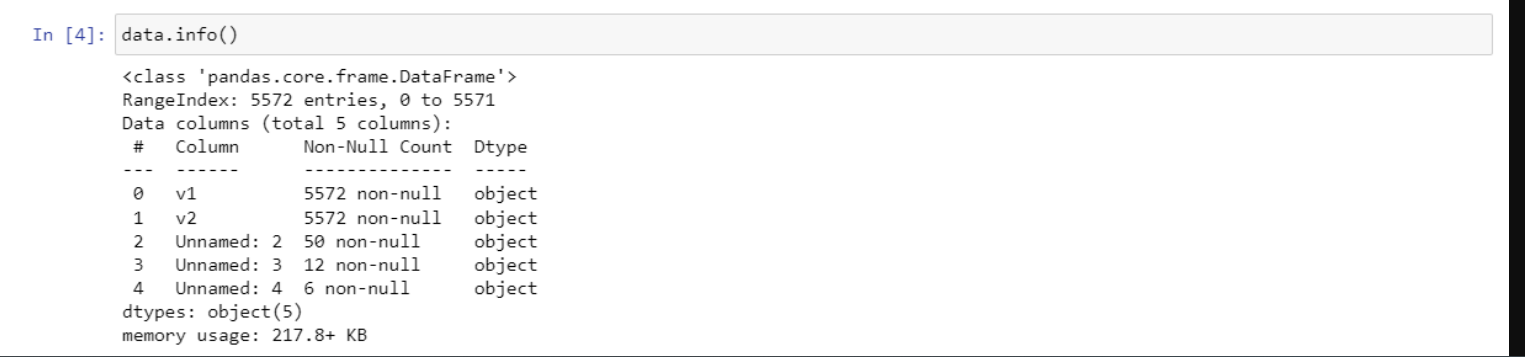 In [4]: data.info()
<class 'pandas.core.frame.DataFrame'>
RangeIndex: 5572 entries, 0 to 5571
Data columns (total 5 columns):
 #   Column      Non-Null Count  Dtype
---  ------      --------------  -----
 0   v1          5572 non-null   object
 1   v2          5572 non-null   object
 2   Unnamed: 2  50 non-null     object
 3   Unnamed: 3  12 non-null     object
 4   Unnamed: 4  6 non-null      object
dtypes: object(5)
memory usage: 217.8+ KB